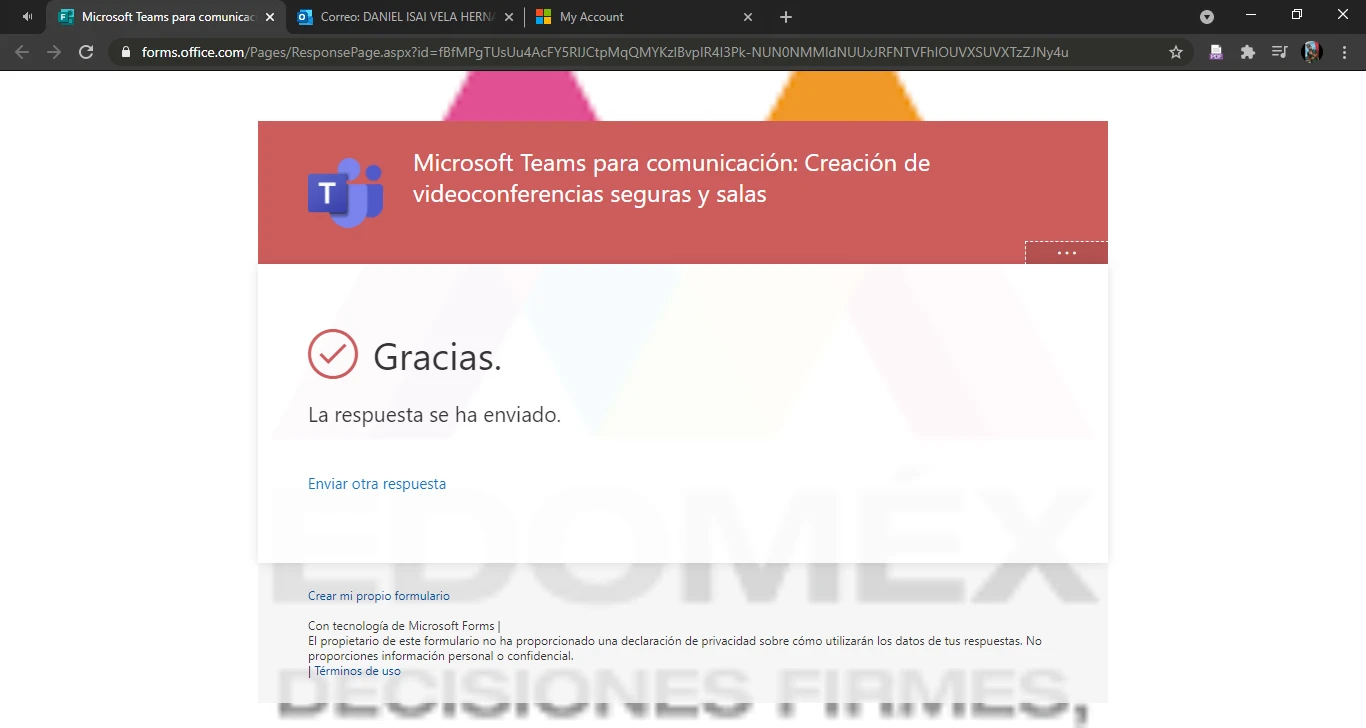 Microsoft Teams para comunicac
Correo: DANIEL ISAI VELA HERNA
My Account
forms.office.com/Pages/ResponsePage.aspx?id=fBfMPgTUsUu4AcFY5RlJCtpMqQMYKzlBvpIR4I3Pk-NUN0NMMldNUUxJRFNTVFhIOUVXSUVXTzZJNy4u
T
Microsoft Teams para comunicación: Creación de
videoconferencias seguras y salas
...
Gracias.
La respuesta se ha enviado.
Enviar otra respuesta
EDOMÉX
Crear mi propio formulario
Con tecnología de Microsoft Forms |
El propietario de este formulario no ha proporcionado una declaración de privacidad sobre cómo utilizarán los datos de tus respuestas. No
proporciones información personal o confidencial.
| Términos de uso
DECISIONES FIRMES,